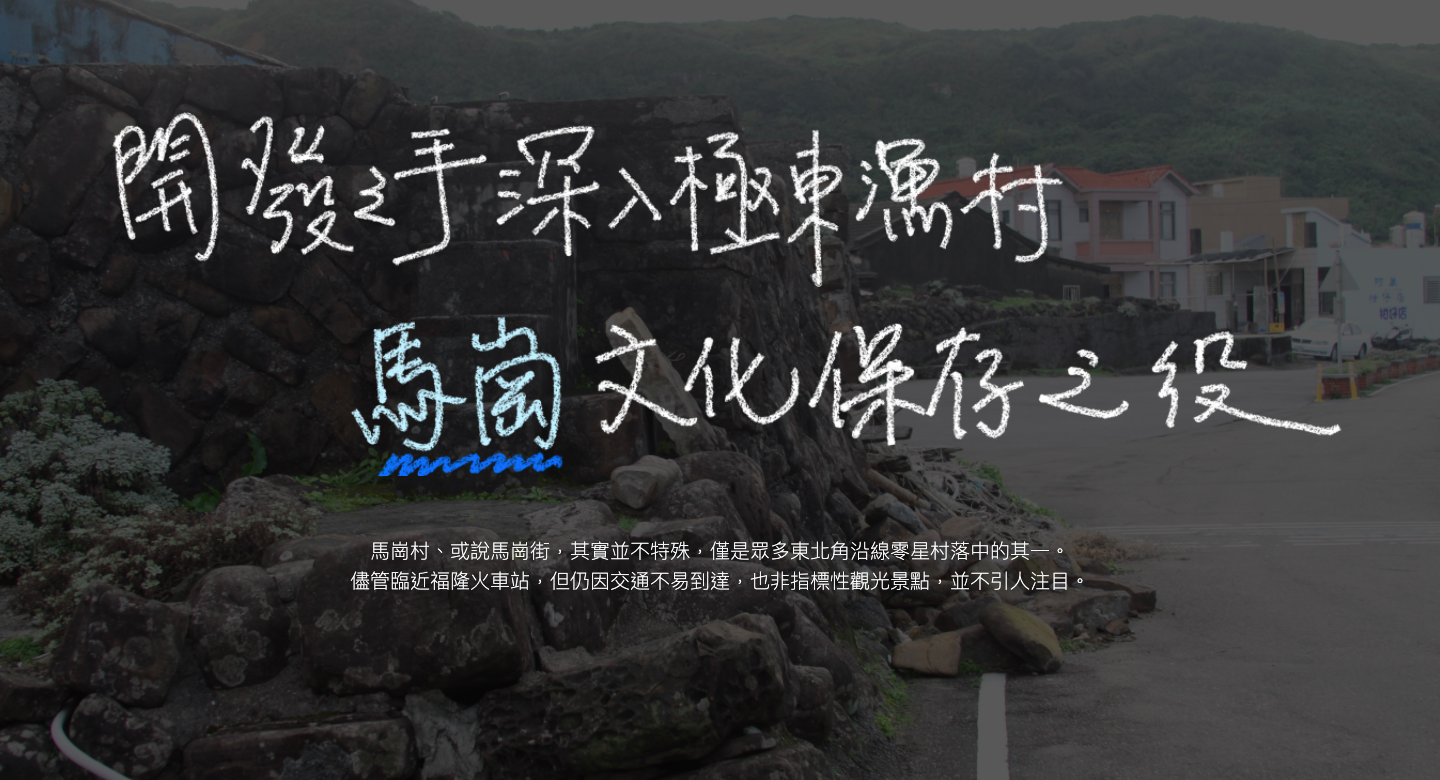 開發之手深入極東漁村
馬崗文化保存之役
馬崗村、或說馬崗街，其實並不特殊，僅是眾多東北角沿線零星村落中的其一。
儘管臨近福隆火車站，但仍因交通不易到達，也非指標性觀光景點，並不引人注目。